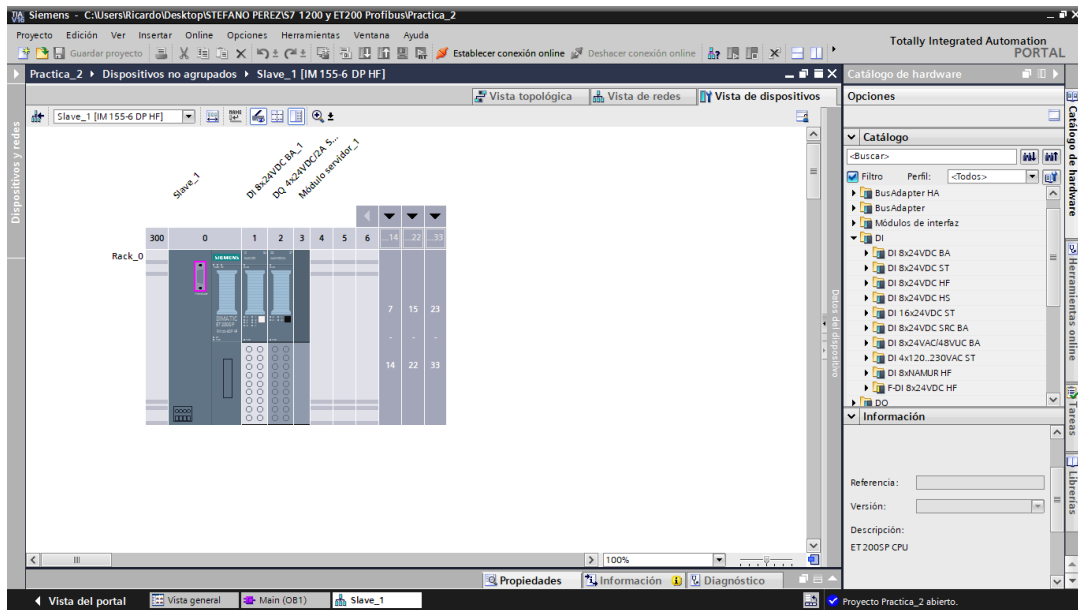 Siemens - C:\Users\Ricardo\Desktop\STEFANO PEREZ\S7 1200 y ET200 Profibus\Practica_2
Proyecto Edición Ver Insertar Online Opciones Herramientas Ventana Ayuda
Guardar proyecto Establecer conexión online Deshacer conexión online
Totally Integrated Automation
PORTAL
Practica_2 Dispositivos no agrupados Slave_1 [IM 155-6 DP HF]
Catálogo de hardware
Vista topológica Vista de redes Vista de dispositivos
Opciones
Slave_1 [IM 155-6 DP HF]
Dispositivos y redes
Slave_1
DI 8x24VDC BA_1
DQ 4x24VDC/2A S...
Módulo servidor_1
300 0 1 2 3 4 5 6 ...14 ...22 ...33
Rack_0
SIEMENS
7 15 23
- - -
14 22 33
Datos del dispositivo
Catálogo
<Buscar>
Filtro Perfil: <Todos>
BusAdapter HA
BusAdapter
Módulos de interfaz
DI
DI 8x24VDC BA
DI 8x24VDC ST
DI 8x24VDC HF
DI 8x24VDC HS
DI 16x24VDC ST
DI 8x24VDC SRC BA
DI 8x24VAC/48VUC BA
DI 4x120..230VAC ST
DI 8xNAMUR HF
F-DI 8x24VDC HF
DQ
Información
Referencia:
Versión:
Descripción:
ET 200SP CPU
Catálogo de hardware
Herramientas online
Tareas
Librerías
100%
Propiedades Información Diagnóstico
Vista del portal Vista general Main (OB1) Slave_1
Proyecto Practica_2 abierto.